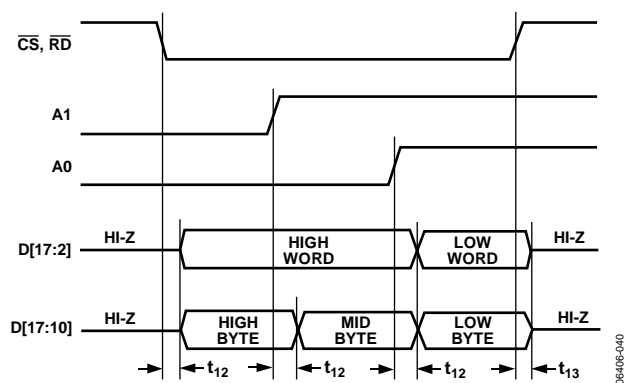 CS, RD
A1
A0
D[17:2] HI-Z HIGH WORD LOW WORD HI-Z
D[17:10] HI-Z HIGH BYTE MID BYTE LOW BYTE HI-Z
t12 t12 t12 t13
06406-040